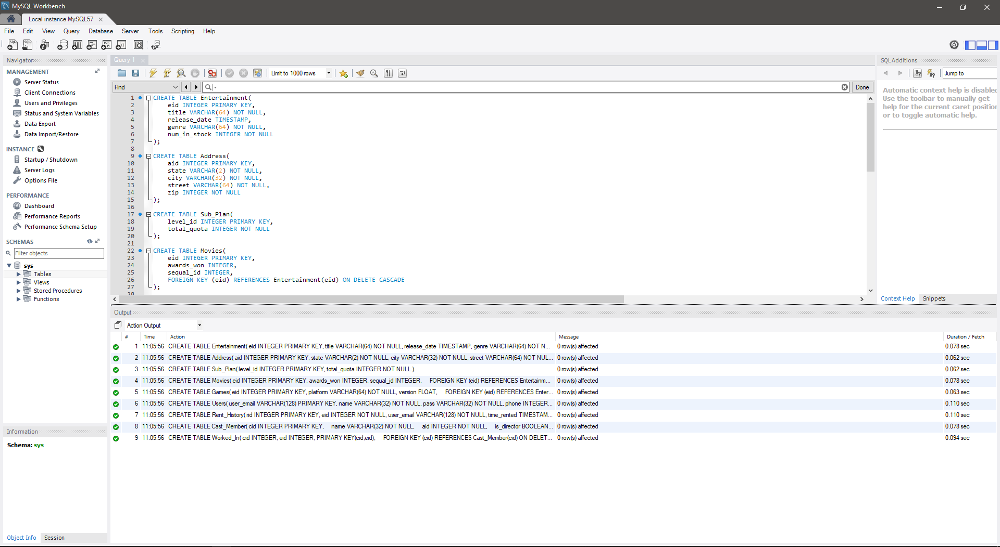 MySQL Workbench
Local instance MySQL57
File Edit View Query Database Server Tools Scripting Help
Navigator
MANAGEMENT
Server Status
Client Connections
Users and Privileges
Status and System Variables
Data Export
Data Import/Restore
INSTANCE
Startup / Shutdown
Server Logs
Options File
PERFORMANCE
Dashboard
Performance Reports
Performance Schema Setup
SCHEMAS
Filter objects
sys
Tables
Views
Stored Procedures
Functions
Information
Schema: sys
Object Info Session
Query 1
Limit to 1000 rows
Find Done
1 CREATE TABLE Entertainment(
2 eid INTEGER PRIMARY KEY,
3 title VARCHAR(64) NOT NULL,
4 release_date TIMESTAMP,
5 genre VARCHAR(64) NOT NULL,
6 num_in_stock INTEGER NOT NULL
7 );
8
9 CREATE TABLE Address(
10 aid INTEGER PRIMARY KEY,
11 state VARCHAR(2) NOT NULL,
12 city VARCHAR(32) NOT NULL,
13 street VARCHAR(64) NOT NULL,
14 zip INTEGER NOT NULL
15 );
16
17 CREATE TABLE Sub_Plan(
18 level_id INTEGER PRIMARY KEY,
19 total_quota INTEGER NOT NULL
20 );
21
22 CREATE TABLE Movies(
23 eid INTEGER PRIMARY KEY,
24 awards_won INTEGER,
25 sequal_id INTEGER,
26 FOREIGN KEY (eid) REFERENCES Entertainment(eid) ON DELETE CASCADE
27 );
28
SQLAdditions
Jump to
Automatic context help is disabled
Use the toolbar to manually get
help for the current caret position
or to toggle automatic help.
Context Help Snippets
Output
Action Output
# Time Action Message Duration / Fetch
1 11:05:56 CREATE TABLE Entertainment( eid INTEGER PRIMARY KEY, title VARCHAR(64) NOT NULL, release_date TIMESTAMP, genre VARCHAR(64) NOT N... 0 row(s) affected 0.078 sec
2 11:05:56 CREATE TABLE Address( aid INTEGER PRIMARY KEY, state VARCHAR(2) NOT NULL, city VARCHAR(32) NOT NULL, street VARCHAR(64) NOT NUL... 0 row(s) affected 0.062 sec
3 11:05:56 CREATE TABLE Sub_Plan( level_id INTEGER PRIMARY KEY, total_quota INTEGER NOT NULL ) 0 row(s) affected 0.062 sec
4 11:05:56 CREATE TABLE Movies( eid INTEGER PRIMARY KEY, awards_won INTEGER, sequal_id INTEGER, FOREIGN KEY (eid) REFERENCES Entertainm... 0 row(s) affected 0.078 sec
5 11:05:56 CREATE TABLE Games( eid INTEGER PRIMARY KEY, platform VARCHAR(64) NOT NULL, version FLOAT, FOREIGN KEY (eid) REFERENCES Enter... 0 row(s) affected 0.063 sec
6 11:05:56 CREATE TABLE Users( user_email VARCHAR(128) PRIMARY KEY, name VARCHAR(32) NOT NULL, pass VARCHAR(32) NOT NULL, phone INTEGER... 0 row(s) affected 0.110 sec
7 11:05:56 CREATE TABLE Rent_History( rid INTEGER PRIMARY KEY, eid INTEGER NOT NULL, user_email VARCHAR(128) NOT NULL, time_rented TIMESTAM... 0 row(s) affected 0.110 sec
8 11:05:56 CREATE TABLE Cast_Member( cid INTEGER PRIMARY KEY, name VARCHAR(32) NOT NULL, aid INTEGER NOT NULL, is_director BOOLEAN... 0 row(s) affected 0.078 sec
9 11:05:56 CREATE TABLE Worked_In( cid INTEGER, eid INTEGER, PRIMARY KEY(cid,eid), FOREIGN KEY (cid) REFERENCES Cast_Member(cid) ON DELET... 0 row(s) affected 0.094 sec